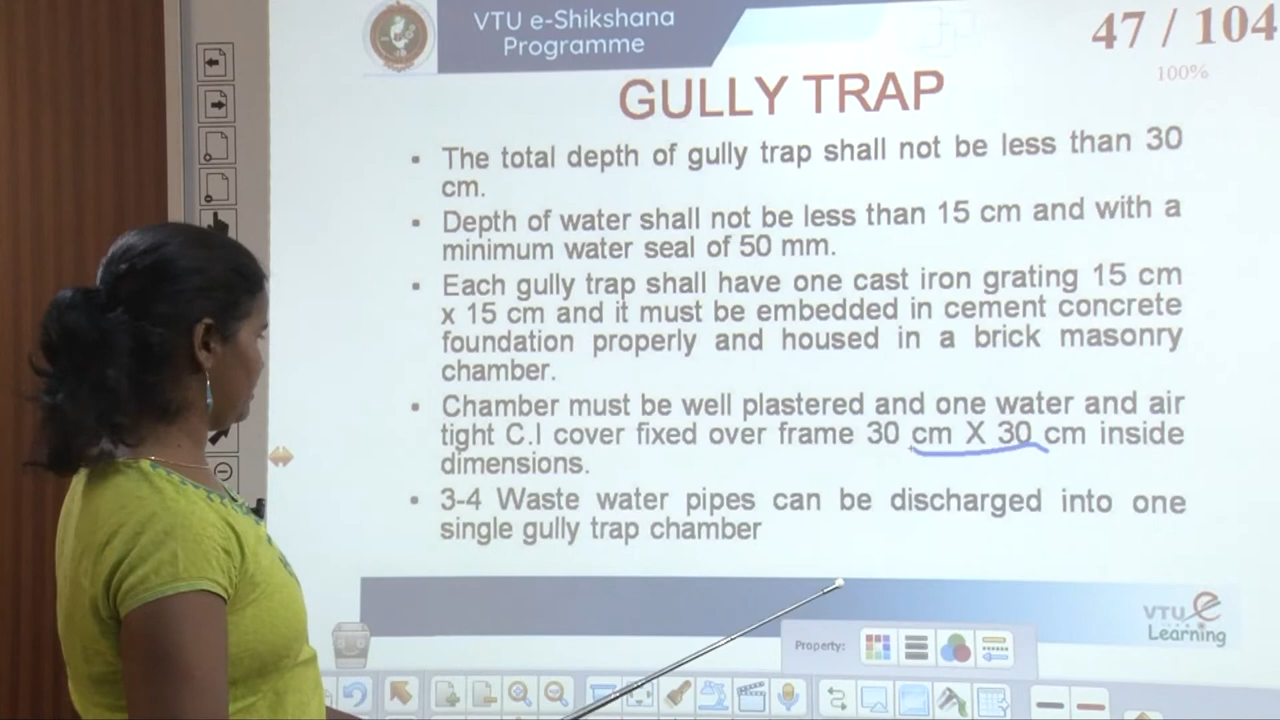 VTU e-Shikshana
Programme
47 / 104
100%
GULLY TRAP
▪ The total depth of gully trap shall not be less than 30
cm.
▪ Depth of water shall not be less than 15 cm and with a
minimum water seal of 50 mm.
▪ Each gully trap shall have one cast iron grating 15 cm
x 15 cm and it must be embedded in cement concrete
foundation properly and housed in a brick masonry
chamber.
▪ Chamber must be well plastered and one water and air
tight C.I cover fixed over frame 30 cm X 30 cm inside
dimensions.
▪ 3-4 Waste water pipes can be discharged into one
single gully trap chamber
VTU e
Learning
Property: